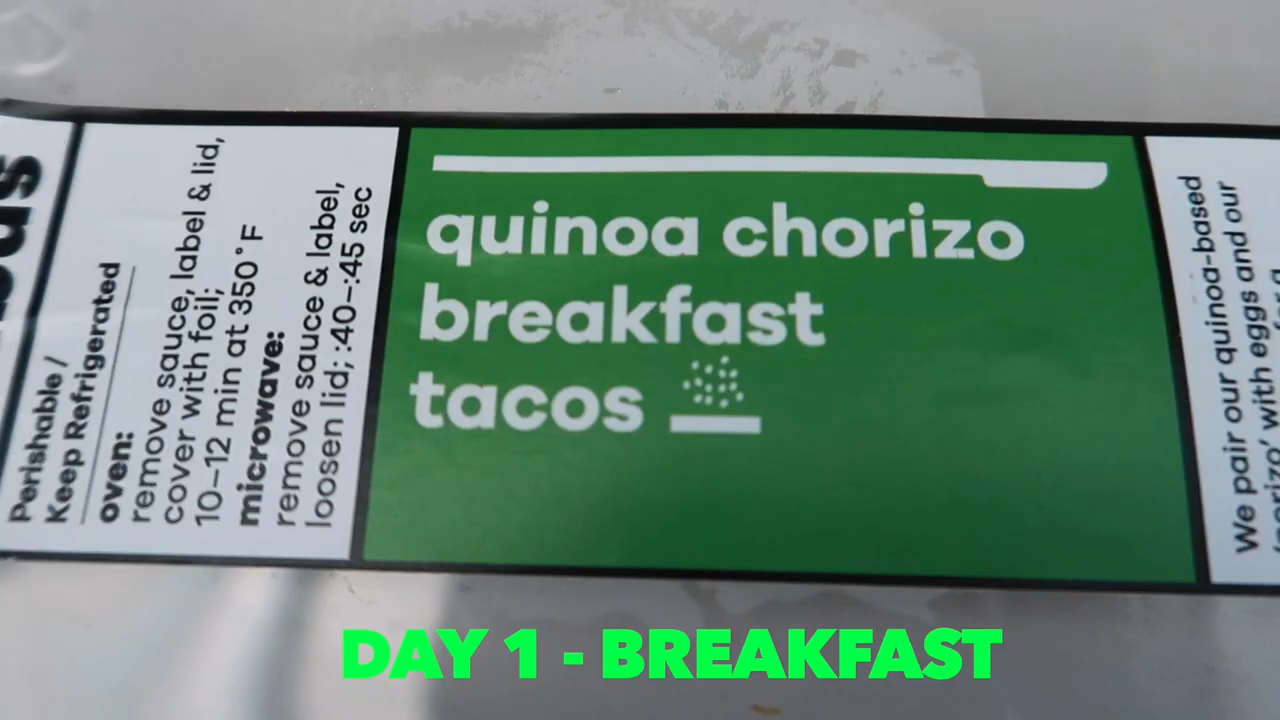 Perishable /
Keep Refrigerated
oven:
remove sauce, label & lid,
cover with foil;
10–12 min at 350°F
microwave:
remove sauce & label,
loosen lid; :40–:45 sec
quinoa chorizo
breakfast
tacos
We pair our quinoa-based
with eggs and our
DAY 1 - BREAKFAST